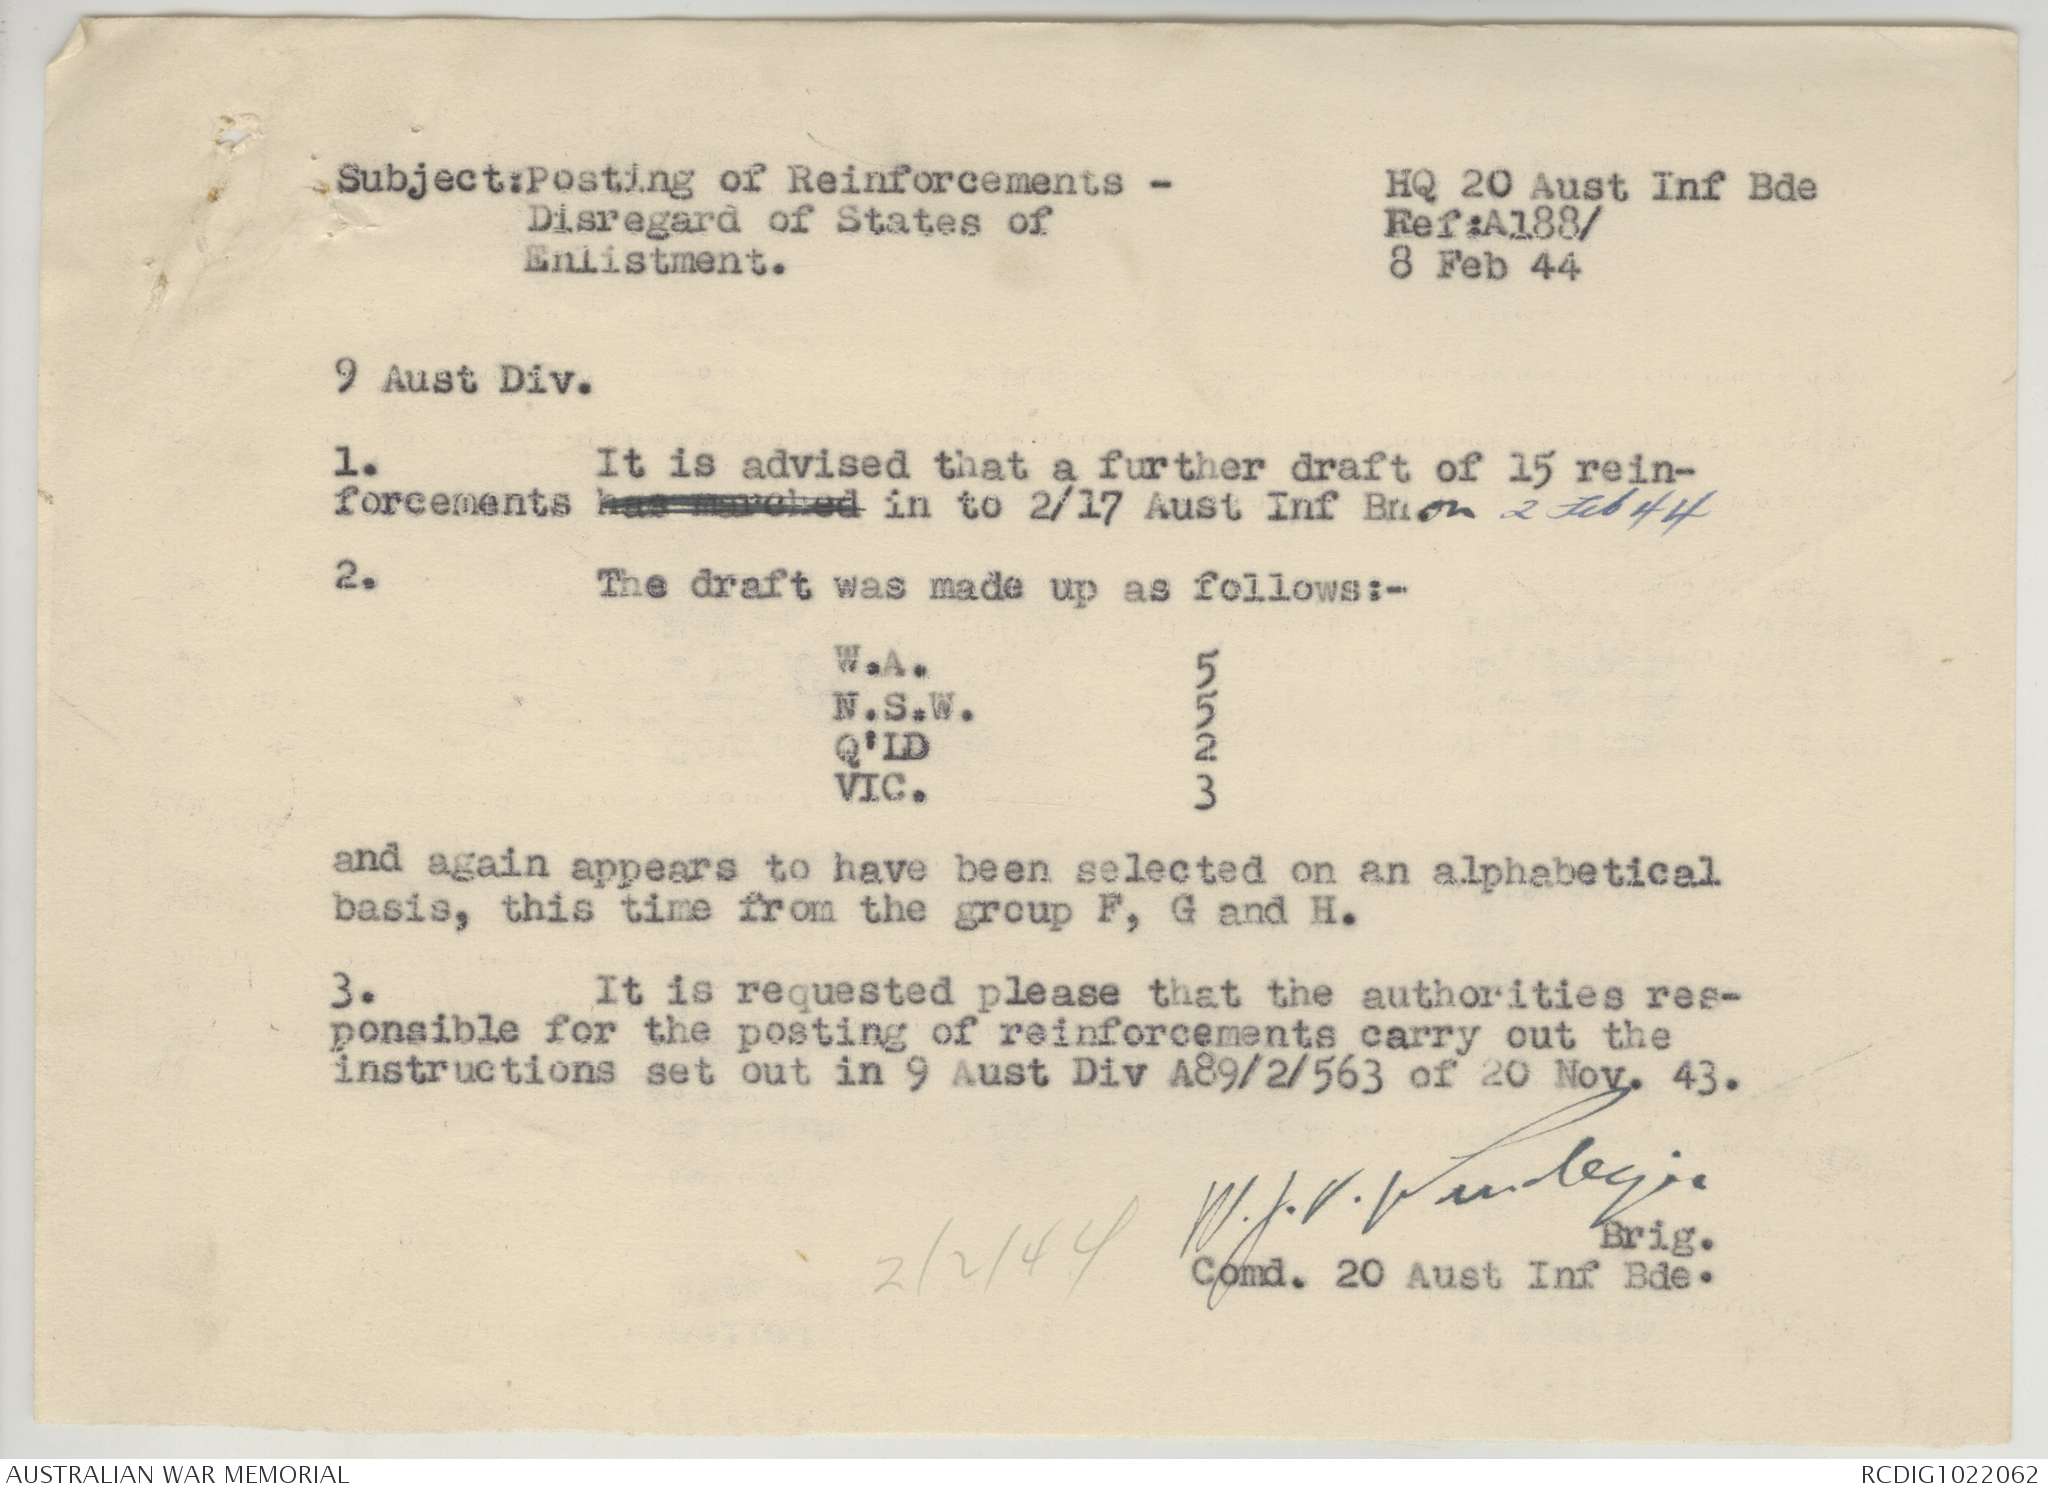 Subject:Posting of Reinforcements -
Disregard of States of
Enlistment.
HQ 20 Aust Inf Bde
Ref:A188/
8 Feb 44
9 Aust Div.
1. It is advised that a further draft of 15 rein-
forcements has marched in to 2/17 Aust Inf Bn on 2 Feb 44
2. The draft was made up as follows:-
W.A. 5
N.S.W. 5
Q'LD 2
VIC. 3
and again appears to have been selected on an alphabetical
basis, this time from the group F, G and H.
3. It is requested please that the authorities res-
ponsible for the posting of reinforcements carry out the
instructions set out in 9 Aust Div A89/2/563 of 20 Nov. 43.
W.J.V. Windeyer
Brig.
2/2/44
Comd. 20 Aust Inf Bde.
AUSTRALIAN WAR MEMORIAL
RCDIG1022062